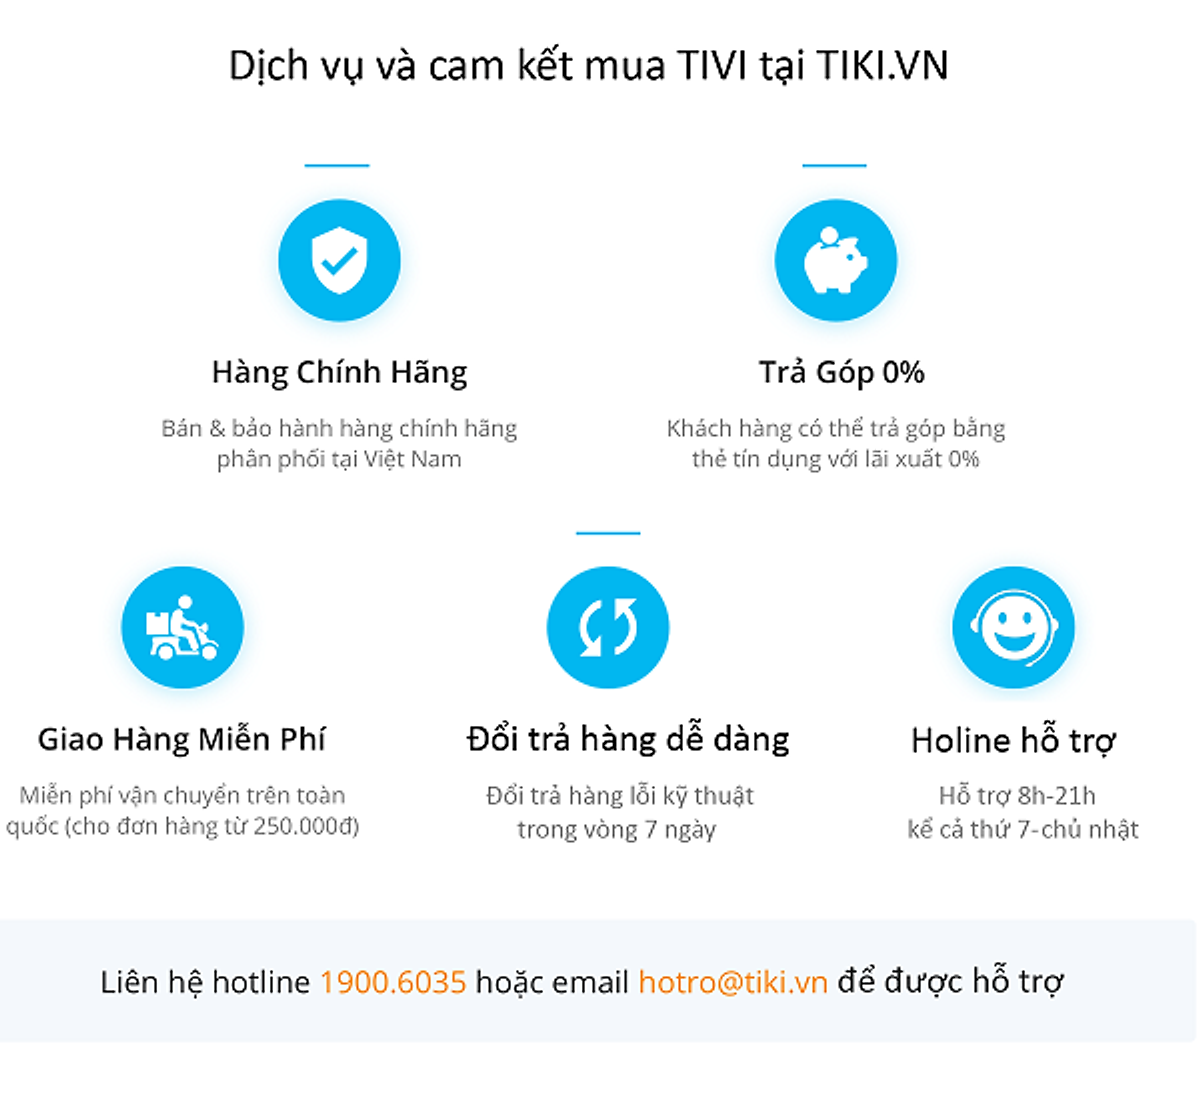 Dịch vụ và cam kết mua TIVI tại TIKI.VN
Hàng Chính Hãng
Bán & bảo hành hàng chính hãng
phân phối tại Việt Nam
Trả Góp 0%
Khách hàng có thể trả góp bằng
thẻ tín dụng với lãi xuất 0%
Giao Hàng Miễn Phí
Miễn phí vận chuyển trên toàn
quốc (cho đơn hàng từ 250.000đ)
Đổi trả hàng dễ dàng
Đổi trả hàng lỗi kỹ thuật
trong vòng 7 ngày
Holine hỗ trợ
Hỗ trợ 8h-21h
kể cả thứ 7-chủ nhật
Liên hệ hotline 1900.6035 hoặc email hotro@tiki.vn để được hỗ trợ